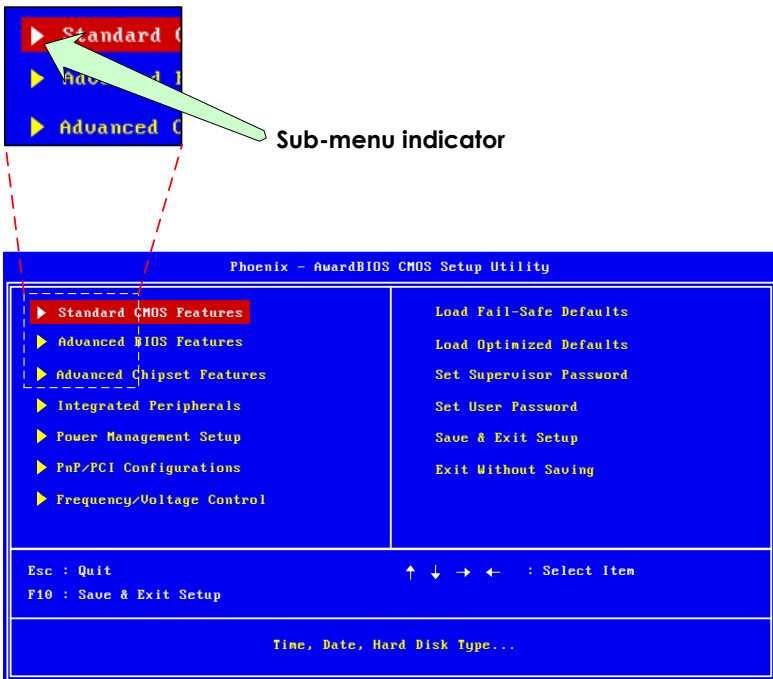 Standard C
Advanced B
Advanced C
Sub-menu indicator
Phoenix - AwardBIOS CMOS Setup Utility
Standard CMOS Features
Advanced BIOS Features
Advanced Chipset Features
Integrated Peripherals
Power Management Setup
PnP/PCI Configurations
Frequency/Voltage Control
Load Fail-Safe Defaults
Load Optimized Defaults
Set Supervisor Password
Set User Password
Save & Exit Setup
Exit Without Saving
Esc : Quit
F10 : Save & Exit Setup
↑ ↓ → ← : Select Item
Time, Date, Hard Disk Type...